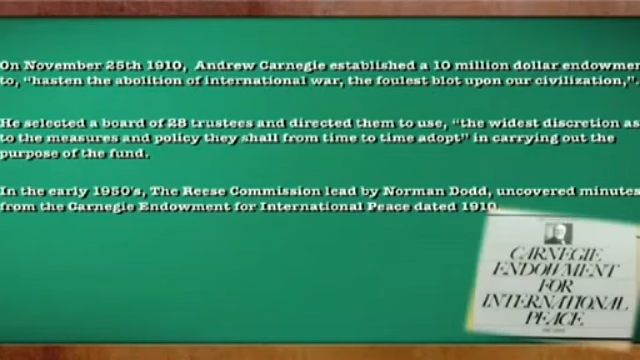 On November 25th 1910, Andrew Carnegie established a 10 million dollar endowmen
to, “hasten the abolition of international war, the foulest blot upon our civilization,”.
He selected a board of 28 trustees and directed them to use, “the widest discretion as
to the measures and policy they shall from time to time adopt” in carrying out the
purpose of the fund.
In the early 1950's, The Reese Commission lead by Norman Dodd, uncovered minutes
from the Carnegie Endowment for International Peace dated 1910.
CARNEGIE
ENDOWMENT
FOR
INTERNATIONAL
PEACE